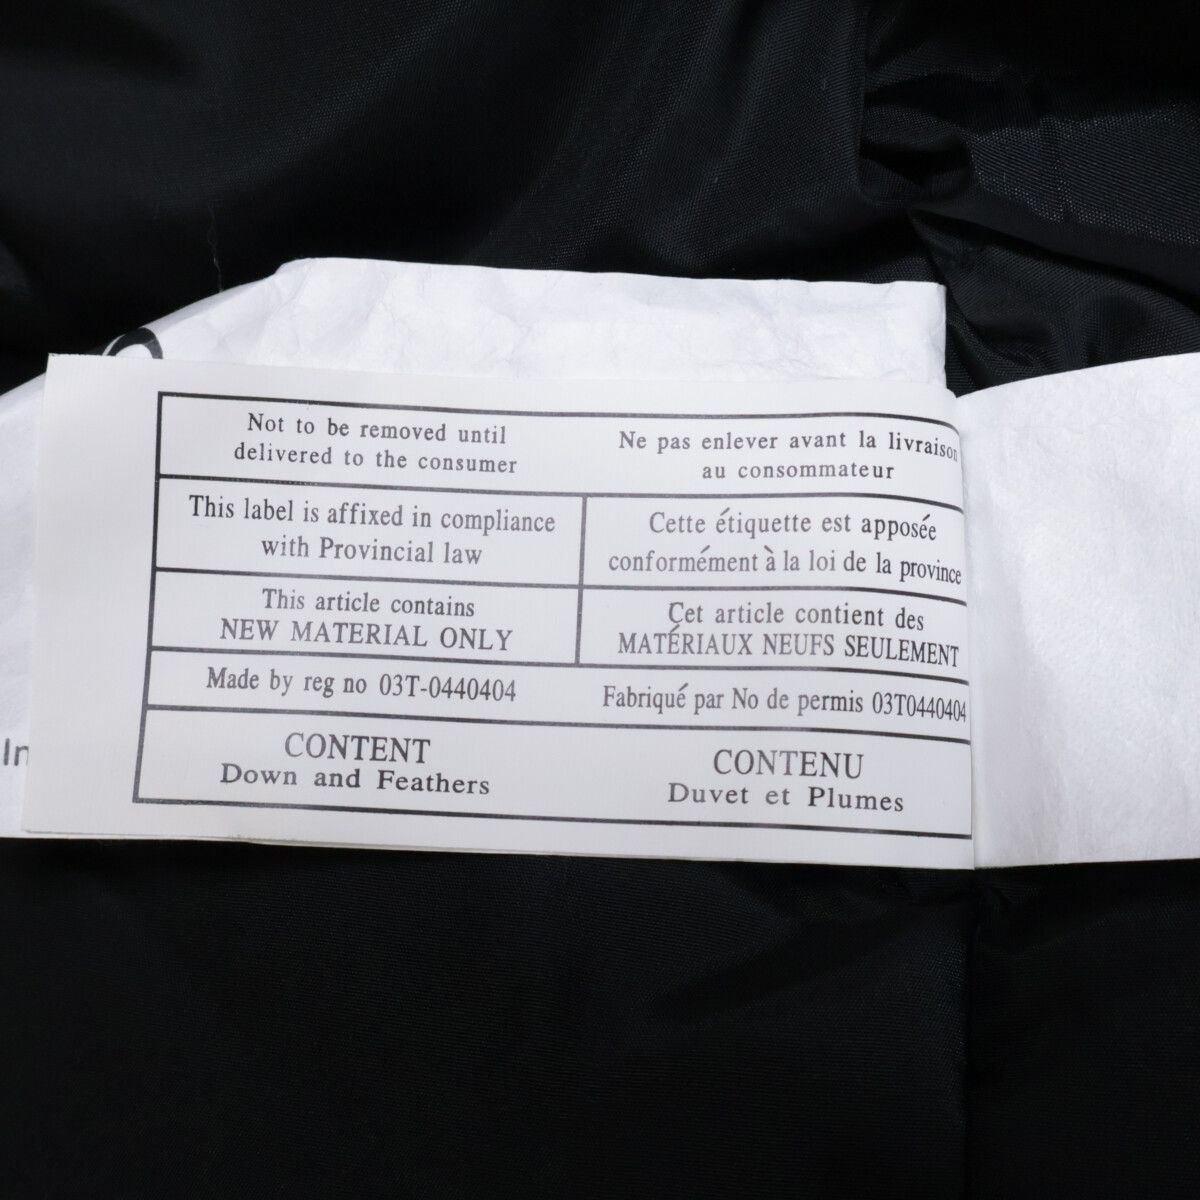 Not to be removed until
delivered to the consumer
Ne pas enlever avant la livraison
au consommateur
This label is affixed in compliance
with Provincial law
Cette étiquette est apposée
conformément à la loi de la province
This article contains
NEW MATERIAL ONLY
Cet article contient des
MATÉRIAUX NEUFS SEULEMENT
Made by reg no 03T-0440404
Fabriqué par No de permis 03T0440404
CONTENT
Down and Feathers
CONTENU
Duvet et Plumes
In